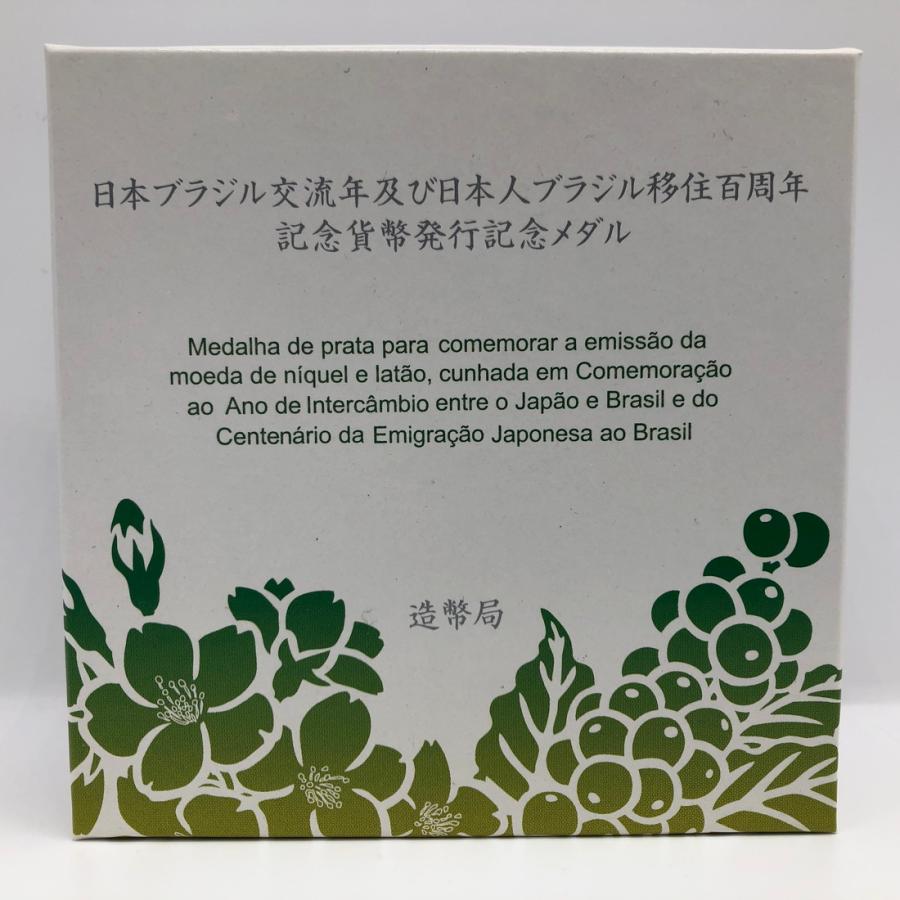 日本ブラジル交流年及び日本人ブラジル移住百周年
記念貨幣発行記念メダル
Medalha de prata para comemorar a emissão da
moeda de níquel e latão, cunhada em Comemoração
ao Ano de Intercâmbio entre o Japão e Brasil e do
Centenário da Emigração Japonesa ao Brasil
造幣局